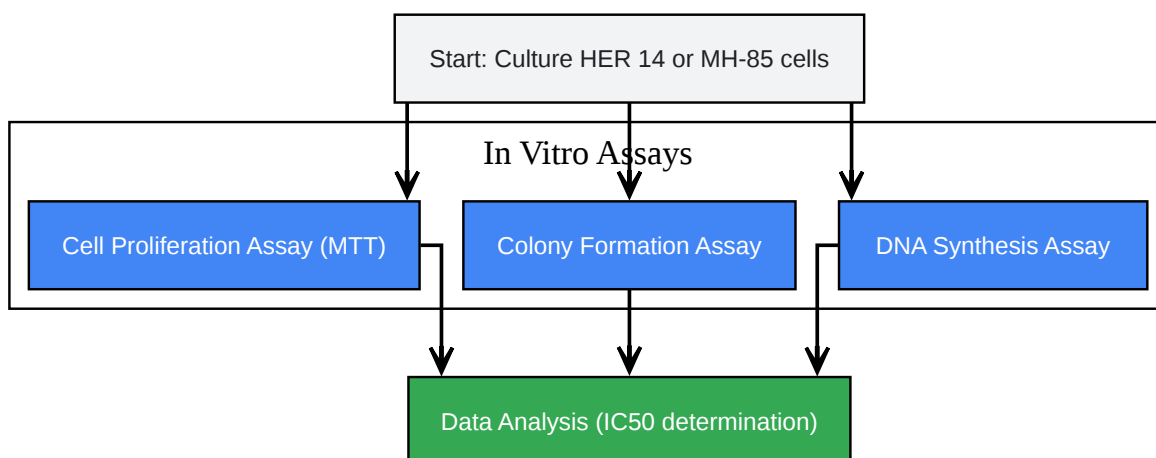 Start: Culture HER 14 or MH-85 cells
In Vitro Assays
Cell Proliferation Assay (MTT)
Colony Formation Assay
DNA Synthesis Assay
Data Analysis (IC50 determination)